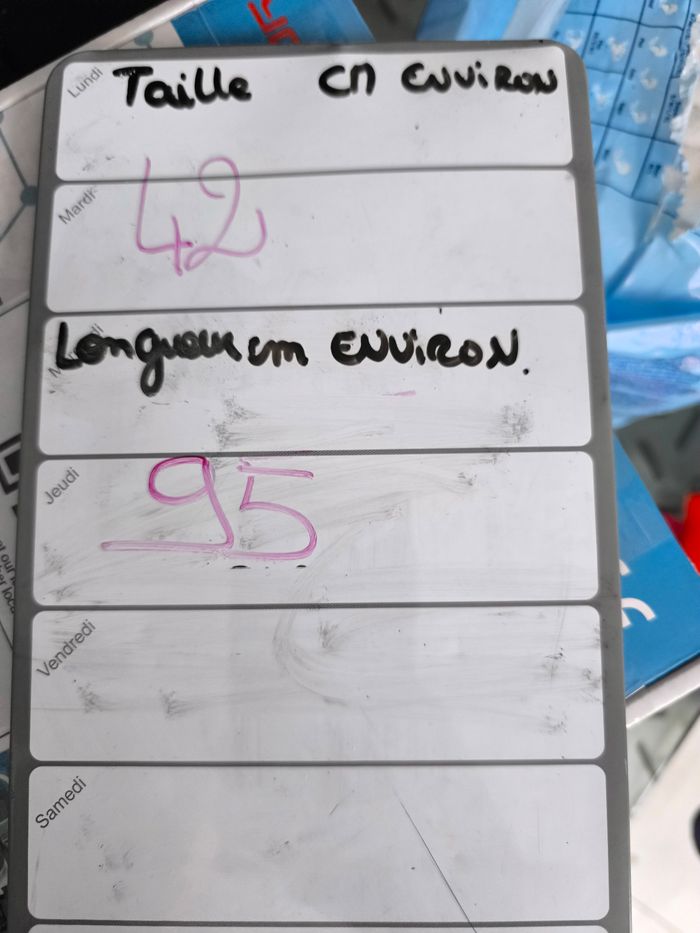 Lundi
Taille cm ENVIRON
Mardi
42
Longueur cm ENVIRON.
Jeudi
95
Vendredi
Samedi